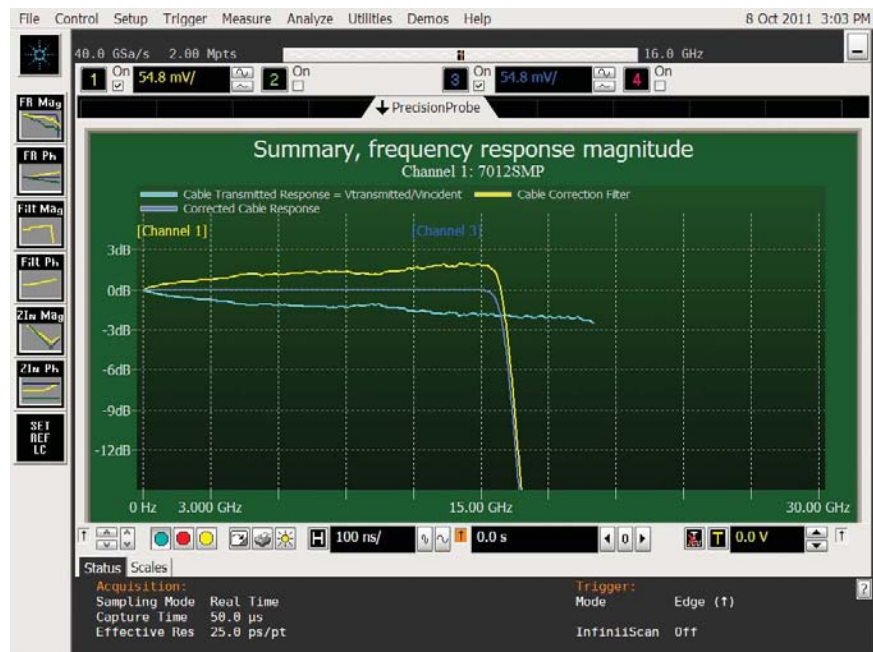 File Control Setup Trigger Measure Analyze Utilities Demos Help 8 Oct 2011 3:03 PM
40.0 GSa/s 2.00 Mpts 16.0 GHz
1 On 54.8 mV/ 2 On 3 On 54.8 mV/ 4 On
PrecisionProbe
FR Mag
FR Ph
Filt Mag
Filt Ph
ZIn Mag
ZIn Ph
SET
REF
LC
Summary, frequency response magnitude
Channel 1: 7012SMP
Cable Transmitted Response = Vtransmitted/Vincident Cable Correction Filter
Corrected Cable Response
[Channel 1] [Channel 3]
3dB
0dB
-3dB
-6dB
-9dB
-12dB
0 Hz 3.000 GHz 15.00 GHz 30.00 GHz
H 100 ns/ 0.0 s 0 T 0.0 V
Status Scales
Acquisition: Trigger:
Sampling Mode Real Time Mode Edge (↑)
Capture Time 50.0 µs
Effective Res 25.0 ps/pt InfiniiScan Off
?